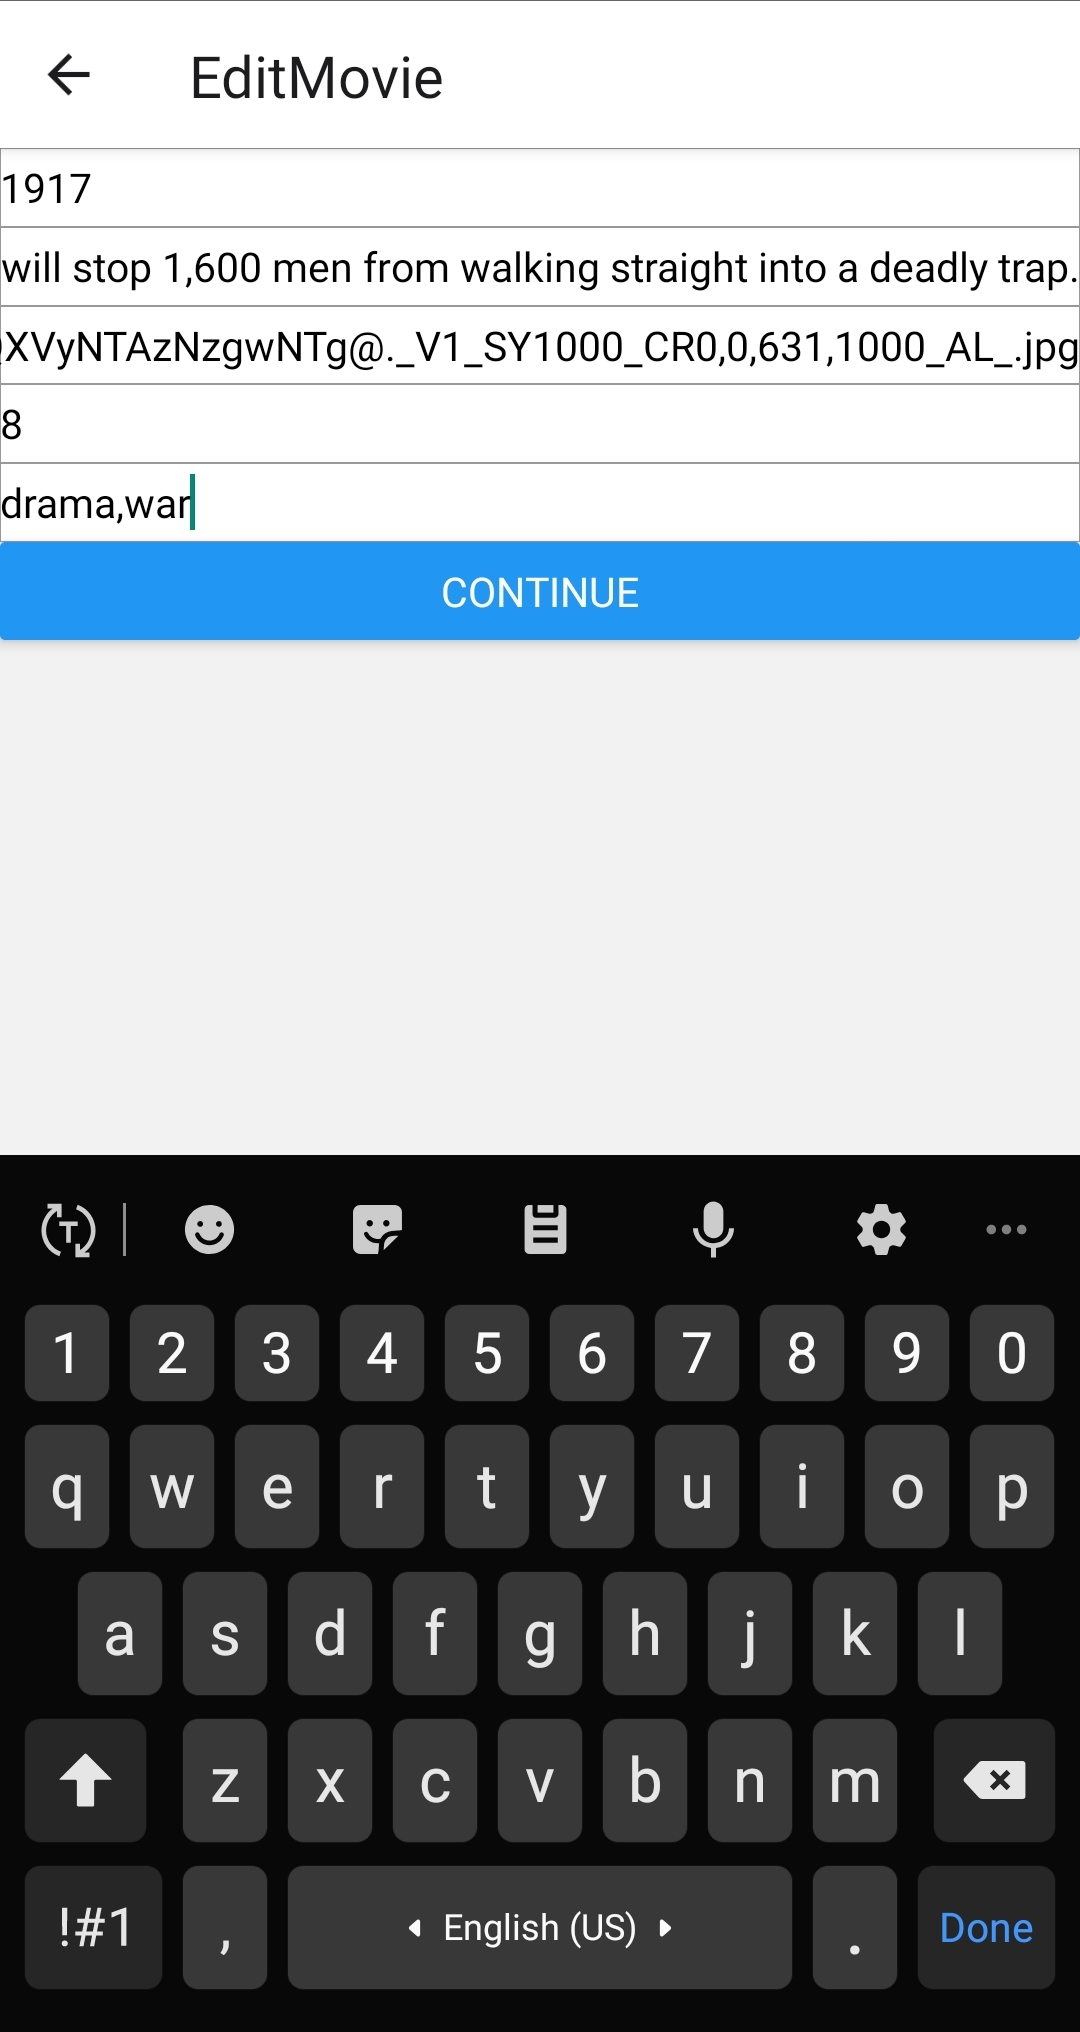 EditMovie
1917
will stop 1,600 men from walking straight into a deadly trap.
XVyNTAzNzgwNTg@._V1_SY1000_CR0,0,631,1000_AL_.jpg
8
drama,war
CONTINUE
T
1 2 3 4 5 6 7 8 9 0
q w e r t y u i o p
a s d f g h j k l
z x c v b n m
!#1 , English (US) . Done